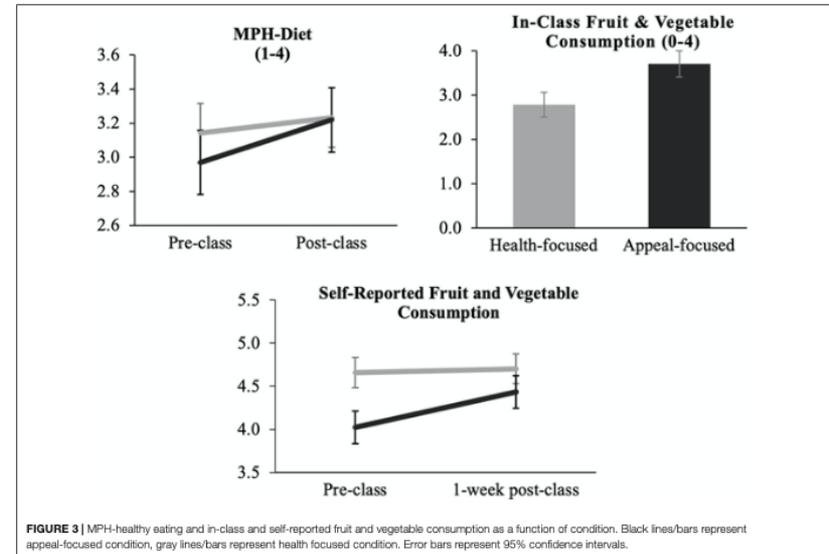 MPH-Diet
(1-4)
3.6
3.4
3.2
3.0
2.8
2.6
Pre-class
Post-class
In-Class Fruit & Vegetable
Consumption (0-4)
4.0
3.0
2.0
1.0
0.0
Health-focused
Appeal-focused
Self-Reported Fruit and Vegetable
Consumption
5.5
5.0
4.5
4.0
3.5
Pre-class
1-week post-class
FIGURE 3 | MPH-healthy eating and in-class and self-reported fruit and vegetable consumption as a function of condition. Black lines/bars represent
appeal-focused condition, gray lines/bars represent health focused condition. Error bars represent 95% confidence intervals.